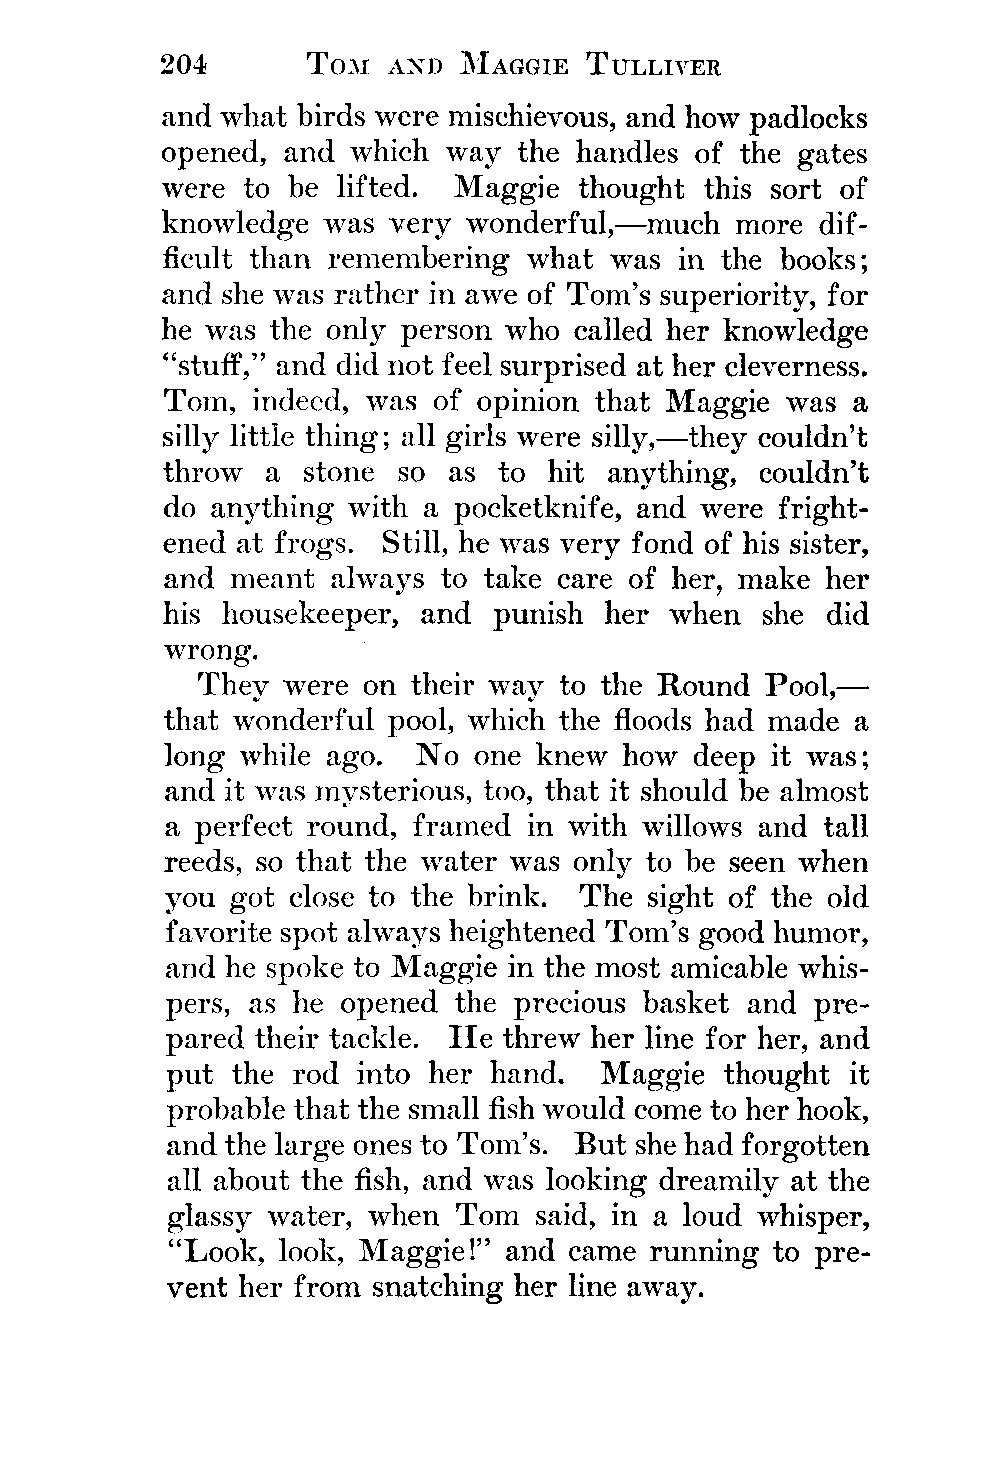 204 Tom and Maggie Tulliver
and what birds were mischievous, and how padlocks
opened, and which way the handles of the gates
were to be lifted. Maggie thought this sort of
knowledge was very wonderful,—much more dif-
ficult than remembering what was in the books;
and she was rather in awe of Tom's superiority, for
he was the only person who called her knowledge
“stuff,” and did not feel surprised at her cleverness.
Tom, indeed, was of opinion that Maggie was a
silly little thing; all girls were silly,—they couldn't
throw a stone so as to hit anything, couldn't
do anything with a pocketknife, and were fright-
ened at frogs. Still, he was very fond of his sister,
and meant always to take care of her, make her
his housekeeper, and punish her when she did
wrong.
They were on their way to the Round Pool,—
that wonderful pool, which the floods had made a
long while ago. No one knew how deep it was;
and it was mysterious, too, that it should be almost
a perfect round, framed in with willows and tall
reeds, so that the water was only to be seen when
you got close to the brink. The sight of the old
favorite spot always heightened Tom's good humor,
and he spoke to Maggie in the most amicable whis-
pers, as he opened the precious basket and pre-
pared their tackle. He threw her line for her, and
put the rod into her hand. Maggie thought it
probable that the small fish would come to her hook,
and the large ones to Tom's. But she had forgotten
all about the fish, and was looking dreamily at the
glassy water, when Tom said, in a loud whisper,
“Look, look, Maggie!” and came running to pre-
vent her from snatching her line away.